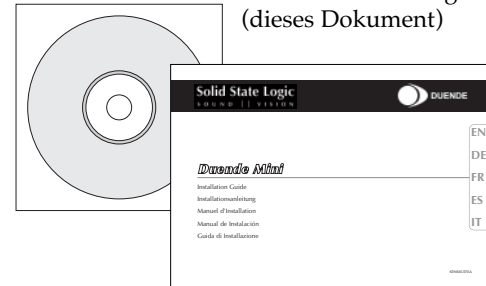 (dieses Dokument)
Solid State Logic
SOUND || VISION
DUENDE
EN
DE
FR
ES
IT
Duende Mini
Installation Guide
Installationsanleitung
Manuel d'Installation
Manual de Instalación
Guida di Installazione